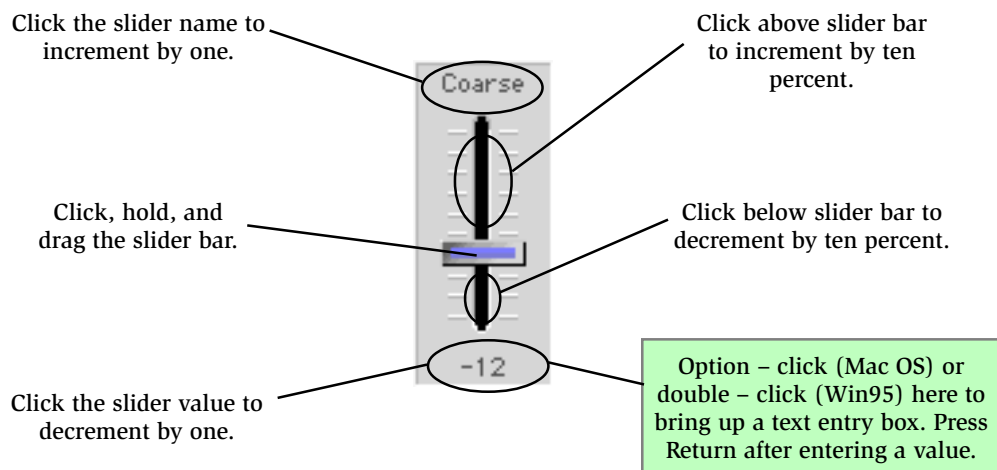 Click the slider name to
increment by one.
Click above slider bar
to increment by ten
percent.
Coarse
Click, hold, and
drag the slider bar.
Click below slider bar to
decrement by ten percent.
-12
Click the slider value to
decrement by one.
Option – click (Mac OS) or
double – click (Win95) here to
bring up a text entry box. Press
Return after entering a value.